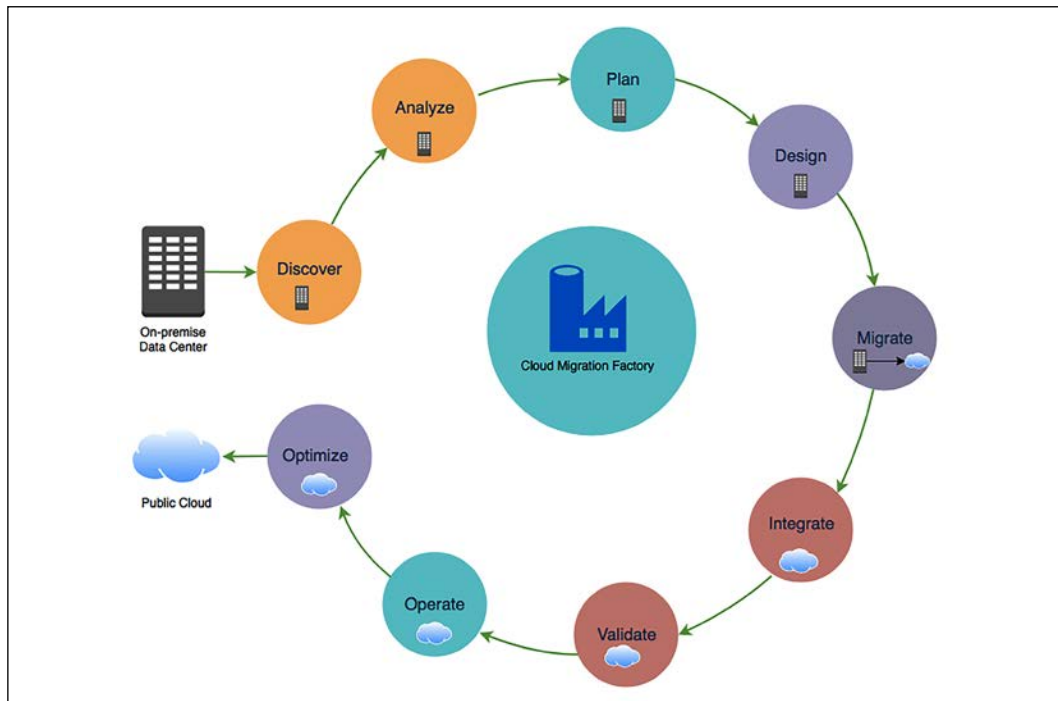 Plan
Analyze
Design
Discover
On-premise
Data Center
Migrate
Cloud Migration Factory
Optimize
Public Cloud
Integrate
Operate
Validate